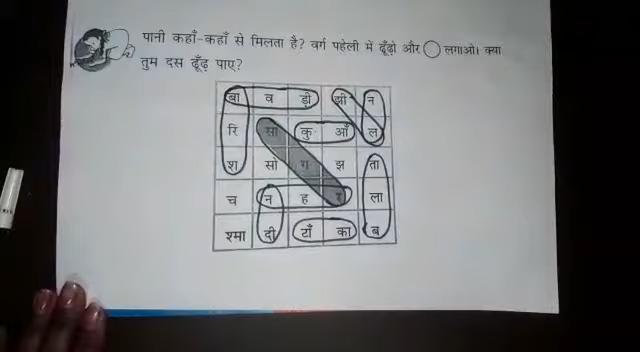 पानी कहाँ-कहाँ से मिलता है? वर्ग पहेली में ढूँढ़ो और ◯ लगाओ। क्या
तुम दस ढूँढ़ पाए?
बा व ड़ी झी न
रि सा कु आँ ल
श सो ग झ ता
च न ह र ला
श्मा दी टाँ का ब